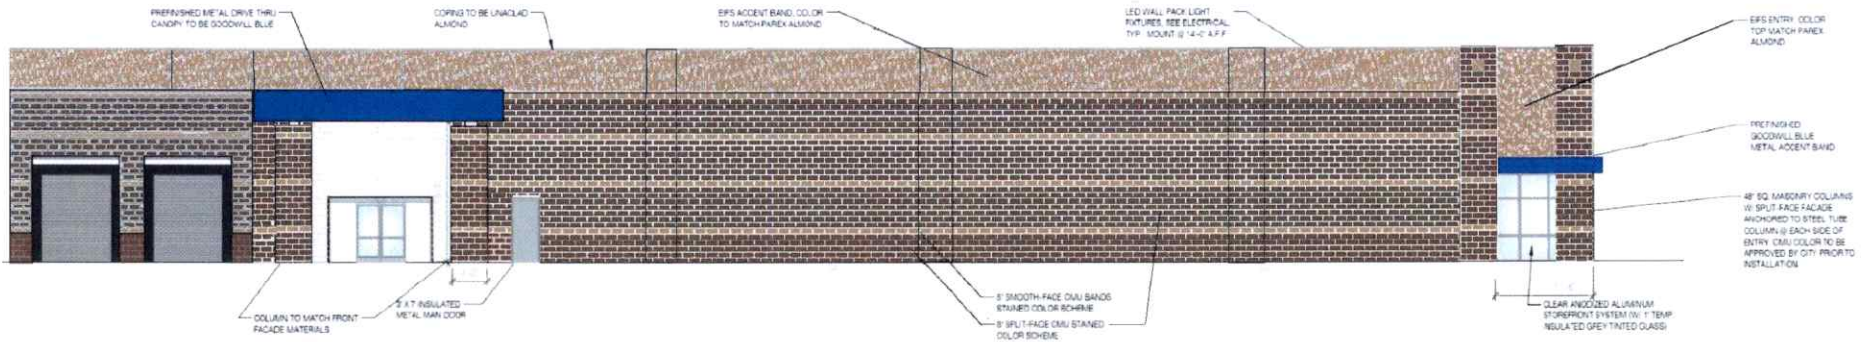 PREFINISHED METAL DRIVE THRU
CANOPY TO BE GOODWILL BLUE
COPING TO BE UNACLAD
ALMOND
EIFS ACCENT BAND, COLOR
TO MATCH PAREX ALMOND
LED WALL PACK LIGHT
FIXTURES, SEE ELECTRICAL
TYP. MOUNT @ 14'-0" A.F.F.
EIFS ENTRY COLOR
TOP MATCH PAREX
ALMOND
PREFINISHED
GOODWILL BLUE
METAL ACCENT BAND
48" SQ. MASONRY COLUMNS
W/ SPLIT-FACE FACADE
ANCHORED TO STEEL TUBE
COLUMN @ EACH SIDE OF
ENTRY CMU COLOR TO BE
APPROVED BY CITY PRIOR TO
INSTALLATION
COLUMN TO MATCH FRONT
FACADE MATERIALS
3' X 7' INSULATED
METAL MAN DOOR
8" SMOOTH-FACE CMU BANDS
STAINED COLOR SCHEME
8" SPLIT-FACE CMU STAINED
COLOR SCHEME
CLEAR ANODIZED ALUMINUM
STOREFRONT SYSTEM (W/ 1" TEMP.
INSULATED GREY TINTED GLASS)